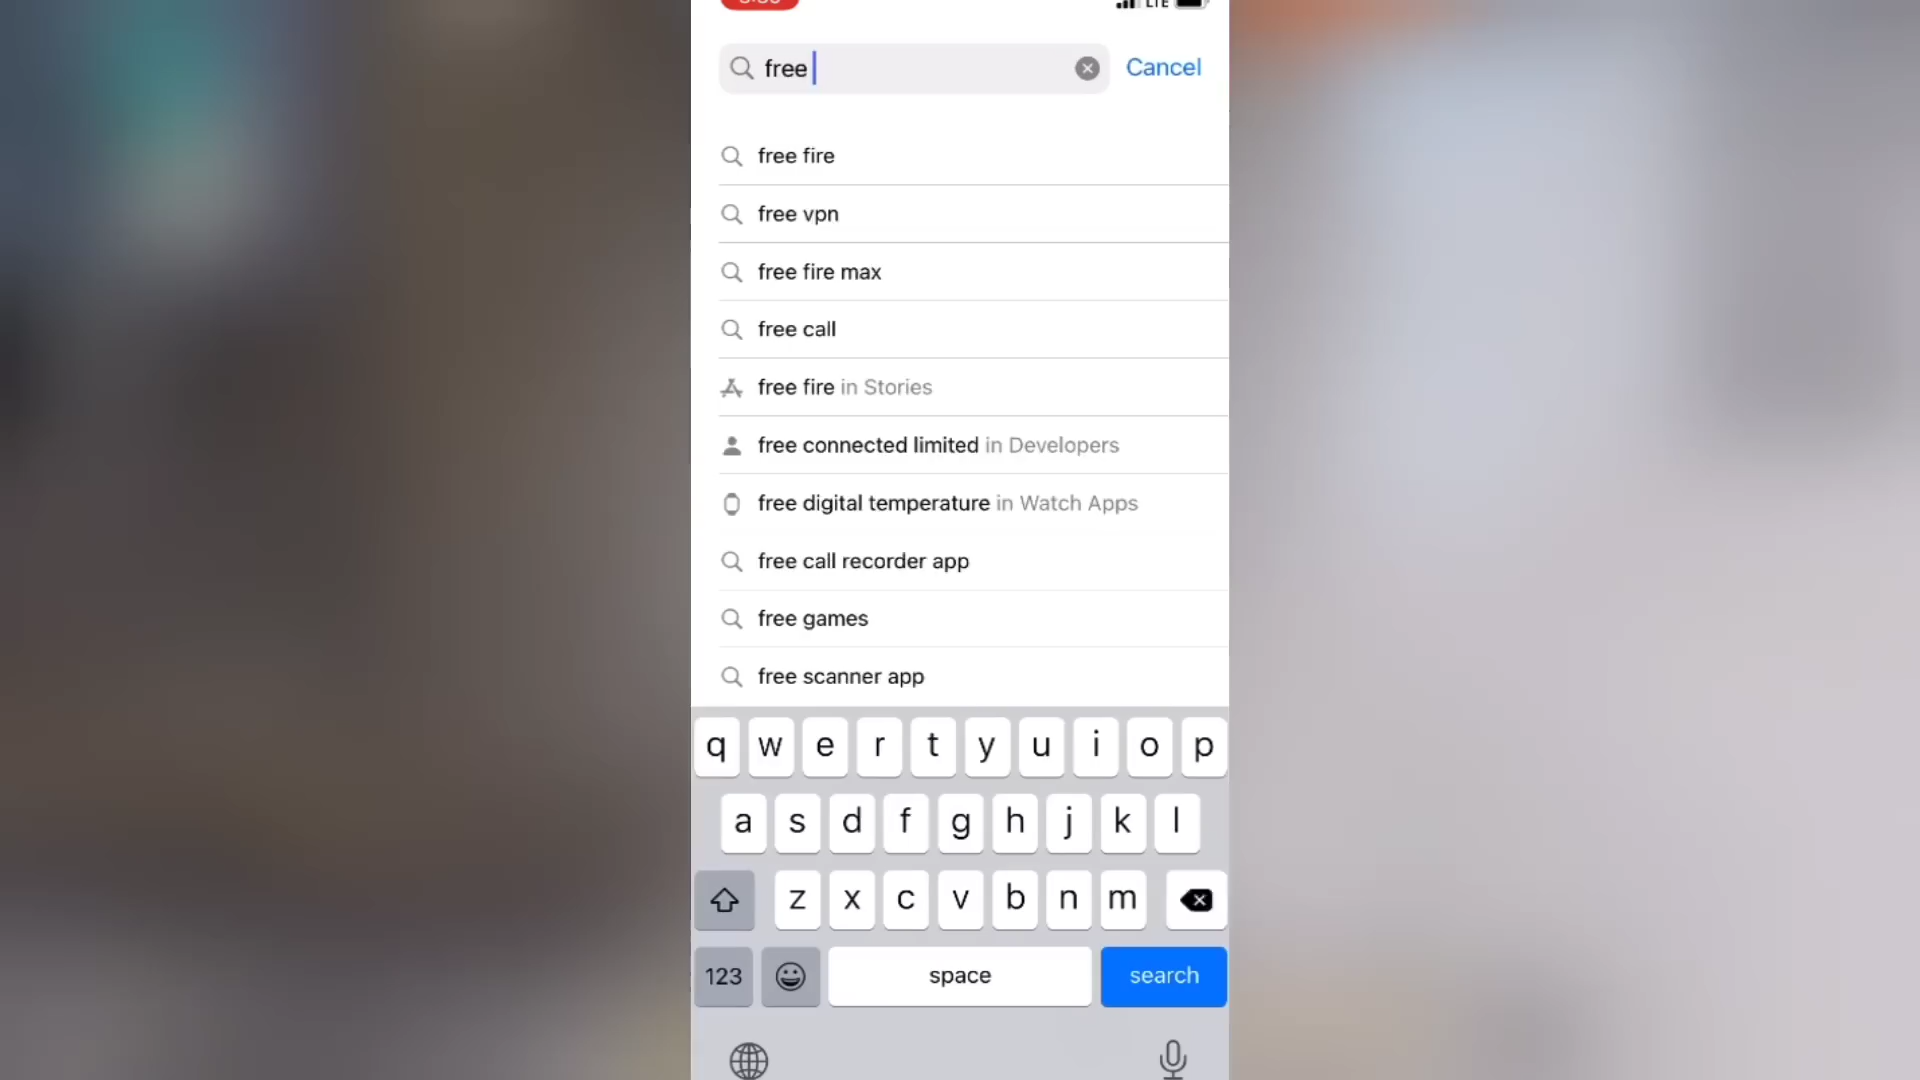 LTE
free
Cancel
free fire
free vpn
free fire max
free call
free fire in Stories
free connected limited in Developers
free digital temperature in Watch Apps
free call recorder app
free games
free scanner app
q w e r t y u i o p
a s d f g h j k l
z x c v b n m
123 space search